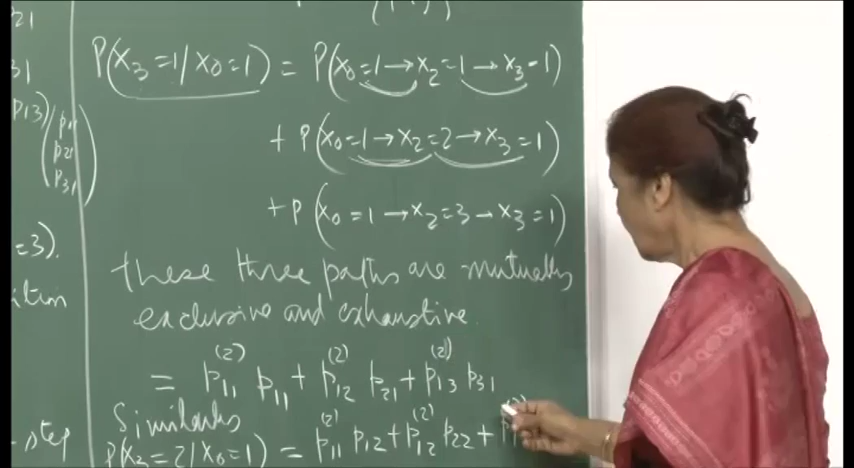 21
31
P13) (p11
p21
p31)
=3).
P(X3=1/X0=1) = P(X0=1→X2=1→X3=1)
+ P(X0=1→X2=2→X3=1)
+ P(X0=1→X2=3→X3=1)
these three paths are mutually
exclusive and exhaustive.
= p11^(2) p11 + p12^(2) p21 + p13^(2) p31
Similarly
step
P(X3=2/X0=1) = p11^(2) p12 + p12^(2) p22 +